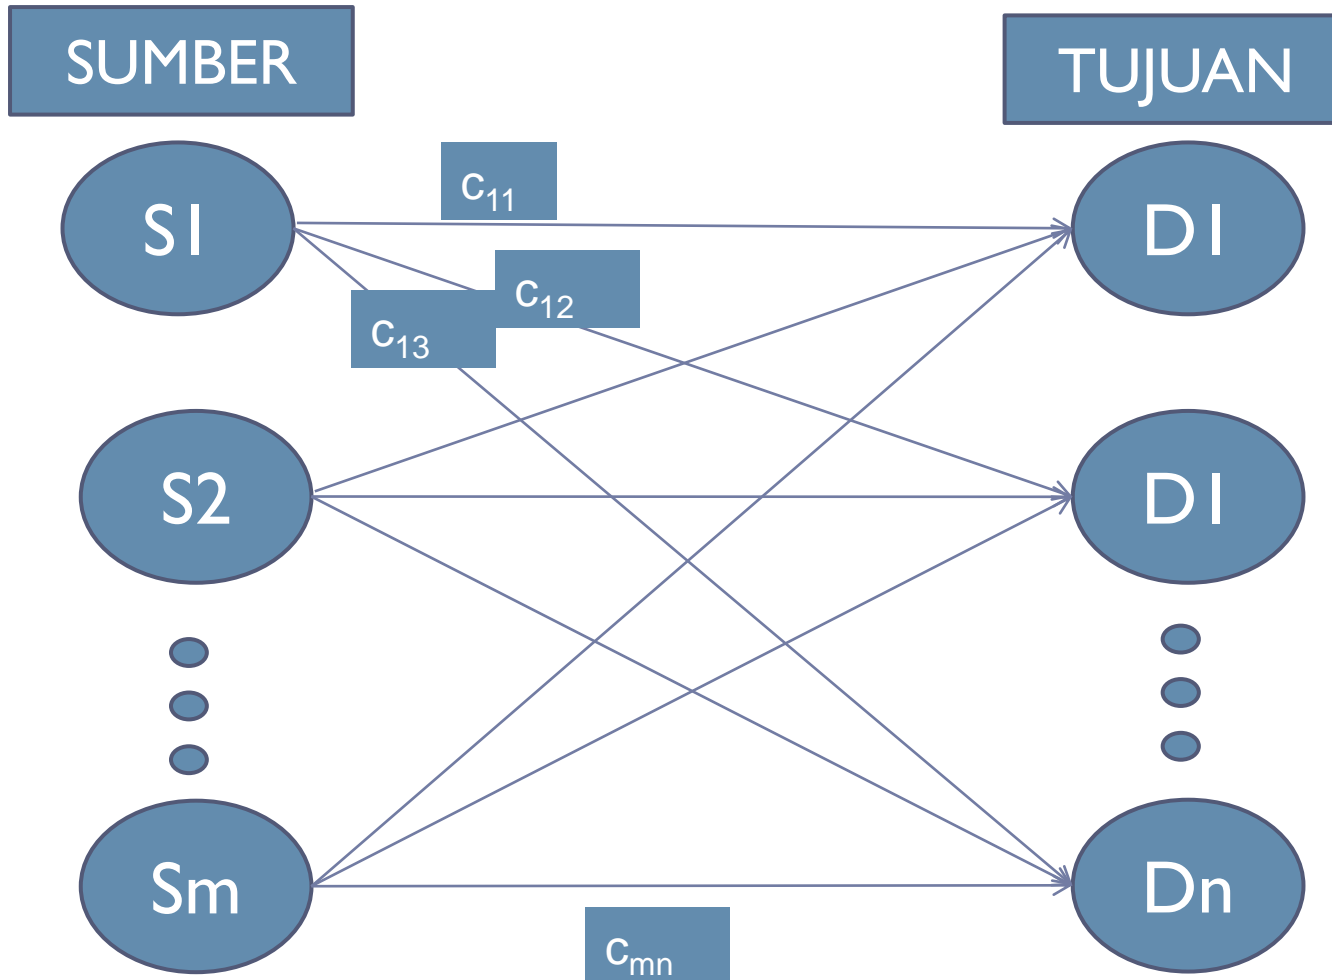 SUMBER
TUJUAN
S1
c₁₁
D1
c₁₂
c₁₃
S2
D1
Sm
Dn
cₘₙ